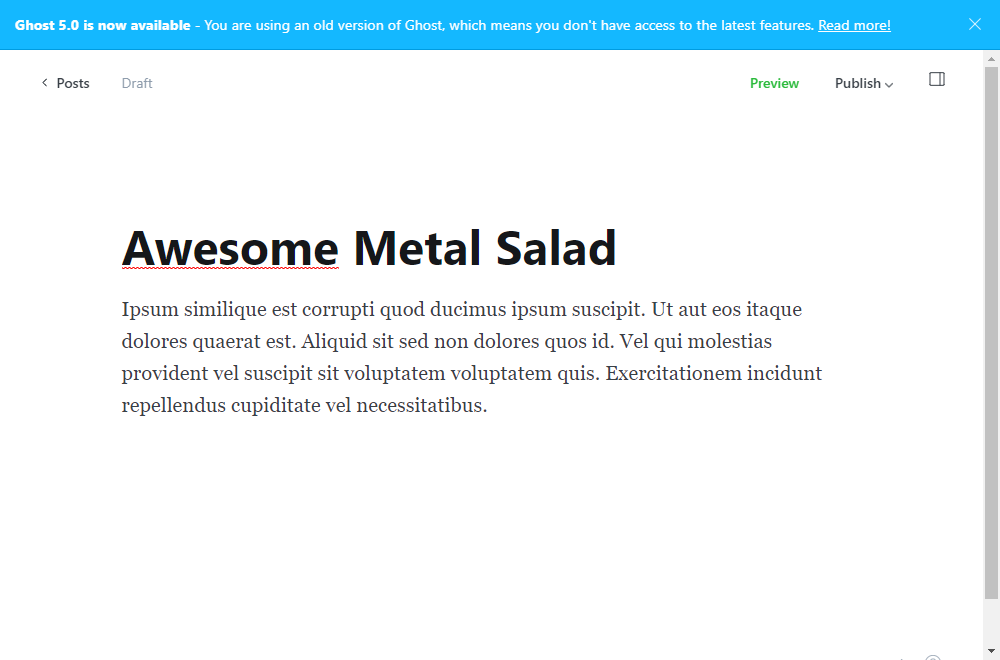 Ghost 5.0 is now available - You are using an old version of Ghost, which means you don't have access to the latest features. Read more!
Posts Draft Preview Publish
Awesome Metal Salad
Ipsum similique est corrupti quod ducimus ipsum suscipit. Ut aut eos itaque
dolores quaerat est. Aliquid sit sed non dolores quos id. Vel qui molestias
provident vel suscipit sit voluptatem voluptatem quis. Exercitationem incidunt
repellendus cupiditate vel necessitatibus.